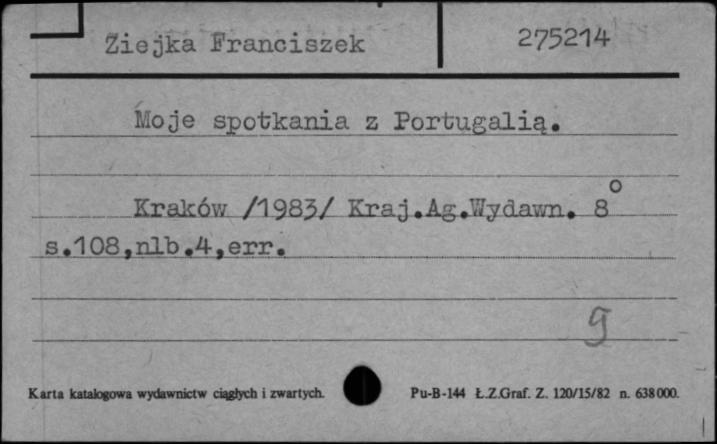 Ziejka Franciszek 275214
Moje spotkania z Portugalią.
Kraków /1983/ Kraj.Ag.Wydawn. 8°
s.108,nlb.4,err.
g
Karta katalogowa wydawnictw ciągłych i zwartych. Pu-B-144 Ł.Z.Graf. Z. 120/15/82 n. 638000.